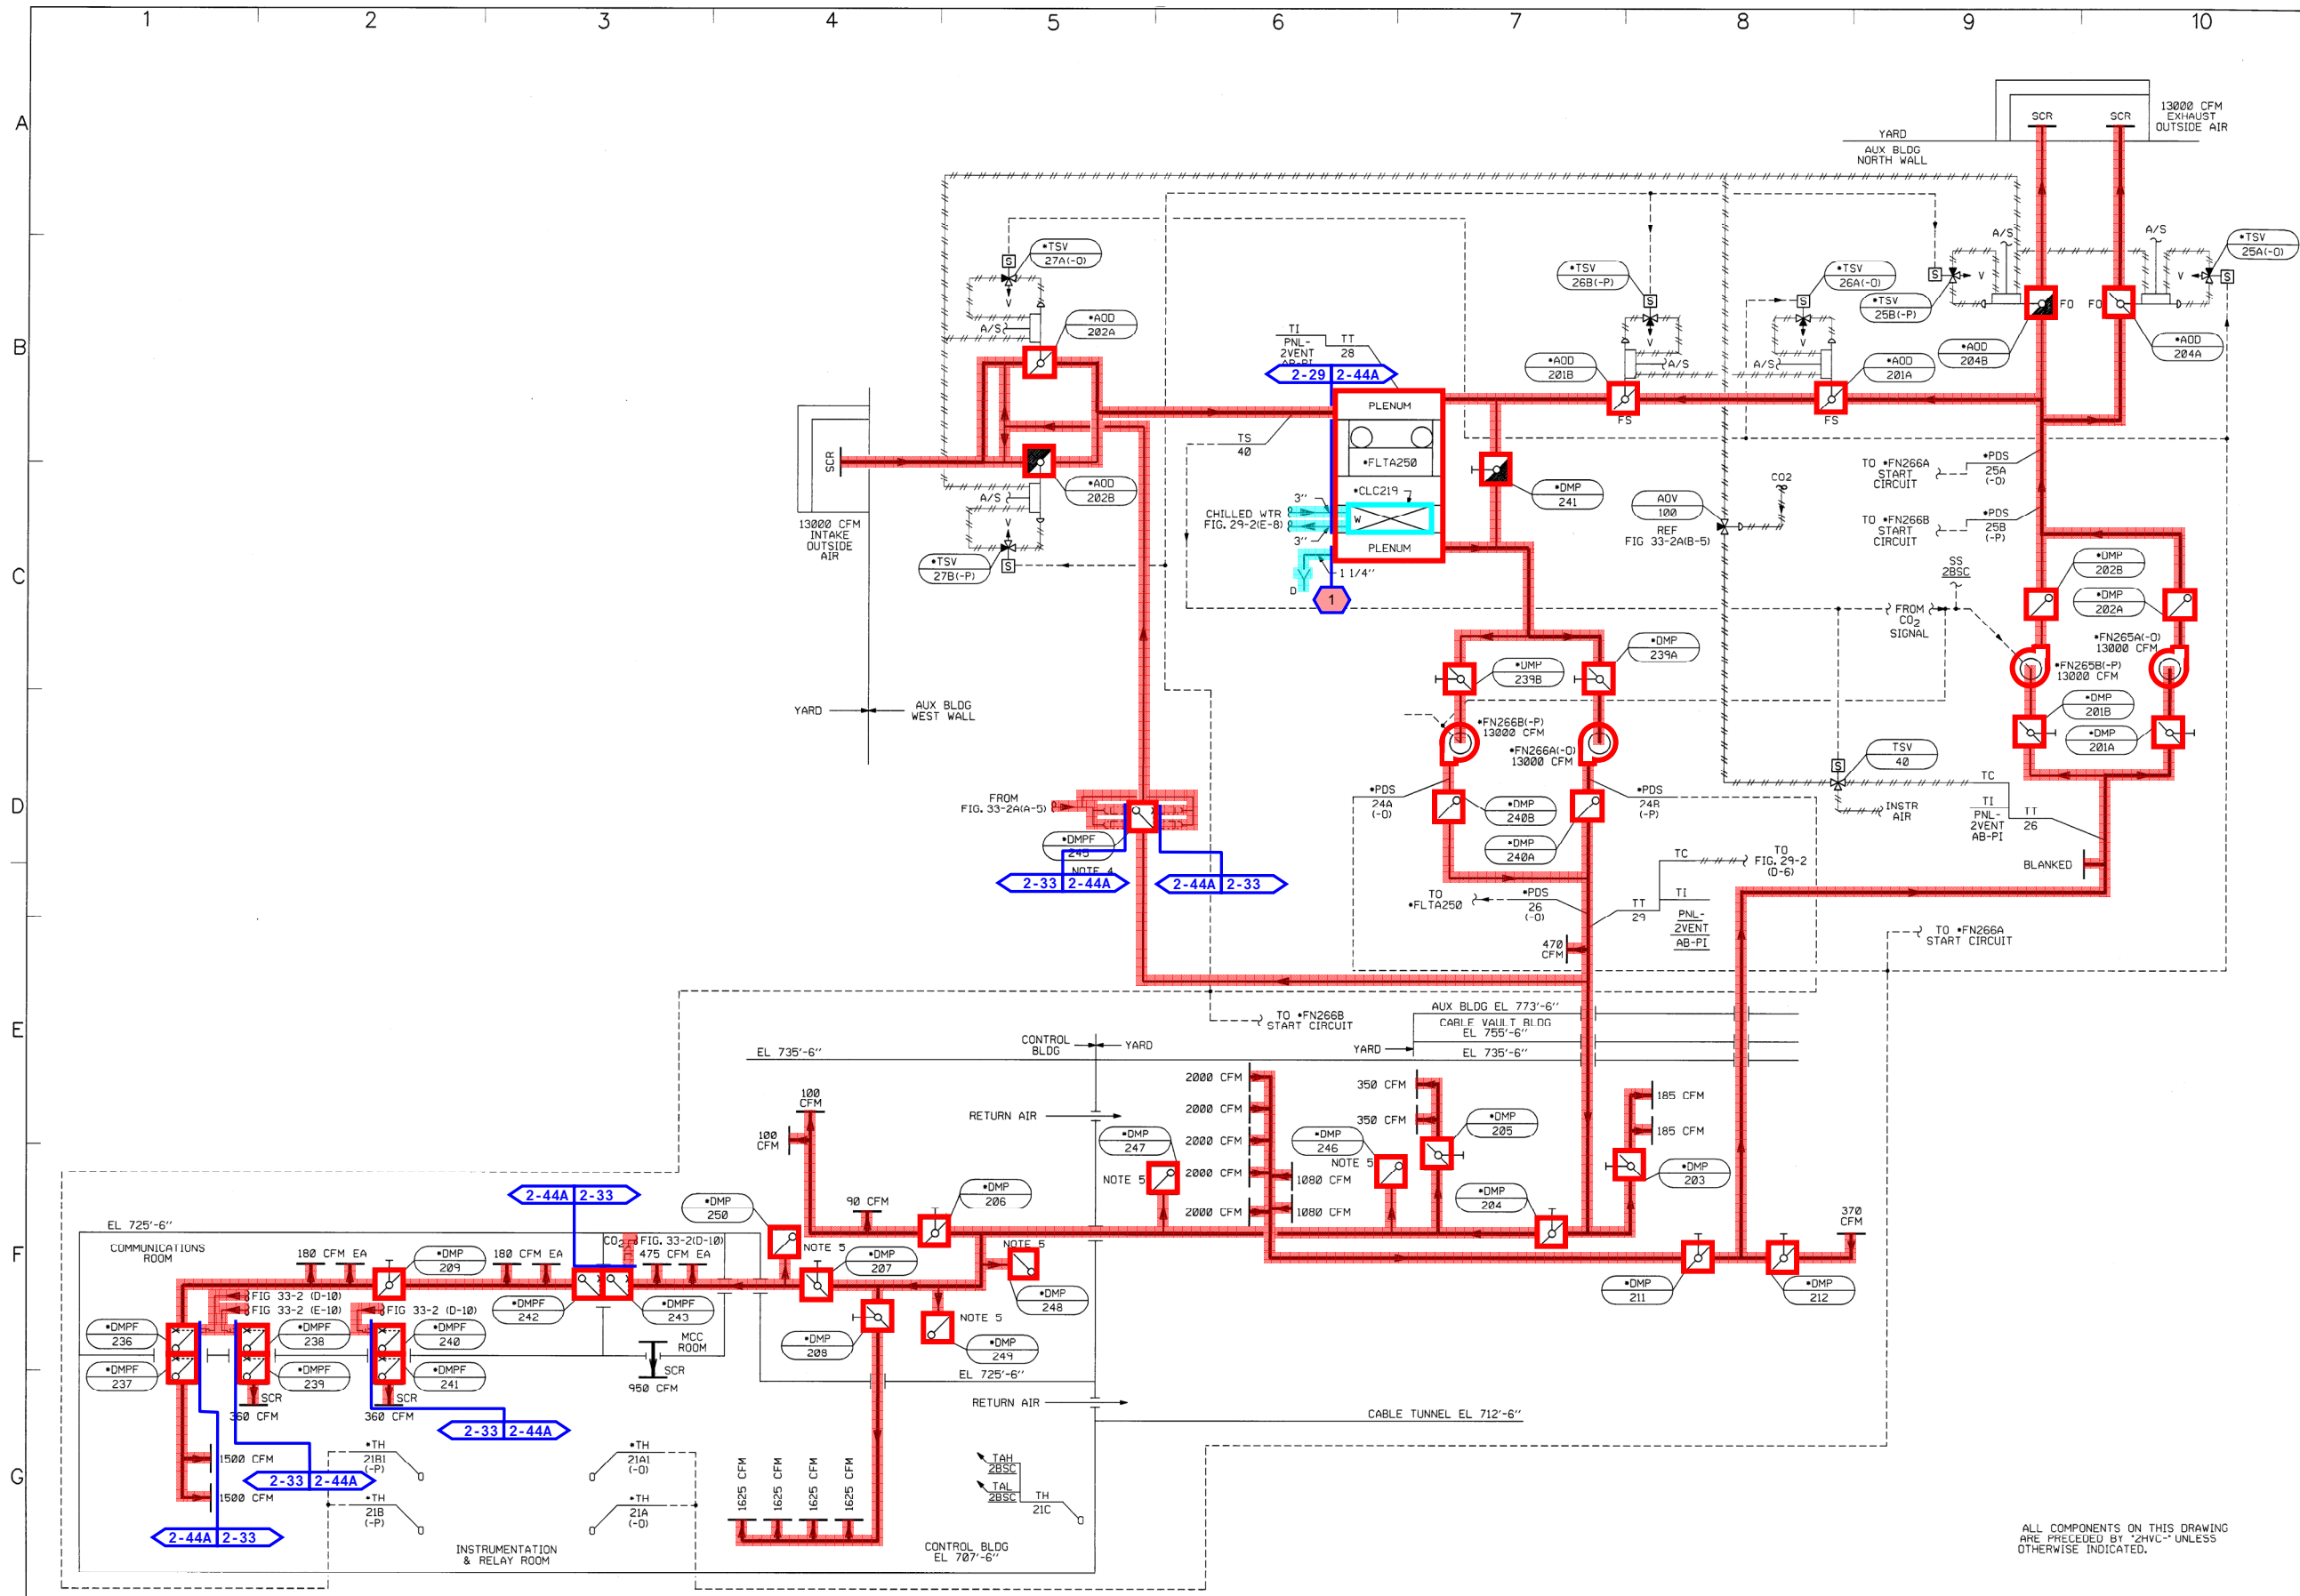 1 2 3 4 5 6 7 8 9 10
A
B
C
D
E
F
G
SCR
SCR
13000 CFM
EXHAUST
OUTSIDE AIR
YARD
AUX BLDG
NORTH WALL
*TSV
27A(-O)
S
V
A/S
*AOD
202A
*TSV
26B(-P)
S
V
A/S
*AOD
201B
FS
*TSV
26A(-O)
S
V
A/S
*AOD
201A
FS
A/S
S
V
*TSV
25B(-P)
FO
*AOD
204B
A/S
*TSV
25A(-O)
V
S
FO
*AOD
204A
TI
PNL-
2VENT
AB-PI
TT
28
2-29 2-44A
PLENUM
*FLTA250
*CLC219
W
PLENUM
TS
40
3"
CHILLED WTR
FIG. 29-2(E-8)
3"
1 1/4"
D
1
*DMP
241
SCR
13000 CFM
INTAKE
OUTSIDE
AIR
A/S
*AOD
202B
V
*TSV
27B(-P)
S
YARD
AUX BLDG
WEST WALL
AOV
100
REF
FIG 33-2A(B-5)
CO2
TO *FN266A
START
CIRCUIT
*PDS
25A
(-O)
TO *FN266B
START
CIRCUIT
*PDS
25B
(-P)
SS
2BSC
FROM
CO2
SIGNAL
*DMP
202B
*DMP
202A
*FN265A(-O)
13000 CFM
*FN265B(-P)
13000 CFM
*DMP
201B
*DMP
201A
*DMP
239A
*DMP
239B
*FN266B(-P)
13000 CFM
*FN266A(-O)
13000 CFM
*PDS
24A
(-O)
*DMP
240B
*DMP
240A
*PDS
24B
(-P)
TSV
40
S
INSTR
AIR
TC
TI
PNL-
2VENT
AB-PI
TT
26
BLANKED
FROM
FIG. 33-2A(A-5)
*DMPF
245
NOTE 4
2-33 2-44A
2-44A 2-33
TO
*FLTA250
*PDS
26
(-O)
TC
TO
FIG. 29-2
(D-6)
TI
TT
29
PNL-
2VENT
AB-PI
470
CFM
TO *FN266A
START CIRCUIT
TO *FN266B
START CIRCUIT
AUX BLDG EL 773'-6"
CABLE VAULT BLDG
EL 755'-6"
YARD
EL 735'-6"
CONTROL
BLDG
YARD
EL 735'-6"
100
CFM
100
CFM
RETURN AIR
2000 CFM
2000 CFM
2000 CFM
2000 CFM
2000 CFM
1080 CFM
1080 CFM
350 CFM
350 CFM
*DMP
205
185 CFM
185 CFM
*DMP
203
*DMP
247
NOTE 5
*DMP
246
NOTE 5
*DMP
204
370
CFM
*DMP
211
*DMP
212
*DMP
206
90 CFM
*DMP
250
NOTE 5
*DMP
207
NOTE 5
*DMP
248
NOTE 5
*DMP
249
*DMP
208
2-44A 2-33
EL 725'-6"
COMMUNICATIONS
ROOM
180 CFM EA
*DMP
209
180 CFM EA
CO2
FIG. 33-2(D-10)
475 CFM EA
*DMPF
242
*DMPF
243
FIG 33-2 (D-10)
FIG 33-2 (E-10)
FIG 33-2 (D-10)
*DMPF
236
*DMPF
237
*DMPF
238
*DMPF
239
*DMPF
240
*DMPF
241
MCC
ROOM
SCR
950 CFM
SCR
360 CFM
SCR
360 CFM
EL 725'-6"
RETURN AIR
CABLE TUNNEL EL 712'-6"
2-33 2-44A
1500 CFM
1500 CFM
2-33 2-44A
2-44A 2-33
*TH
21B1
(-P)
*TH
21B
(-P)
*TH
21A1
(-O)
*TH
21A
(-O)
1625 CFM
1625 CFM
1625 CFM
1625 CFM
TAH
2BSC
TAL
2BSC
TH
21C
INSTRUMENTATION
& RELAY ROOM
CONTROL BLDG
EL 707'-6"
ALL COMPONENTS ON THIS DRAWING
ARE PRECEDED BY "2HVC-" UNLESS
OTHERWISE INDICATED.